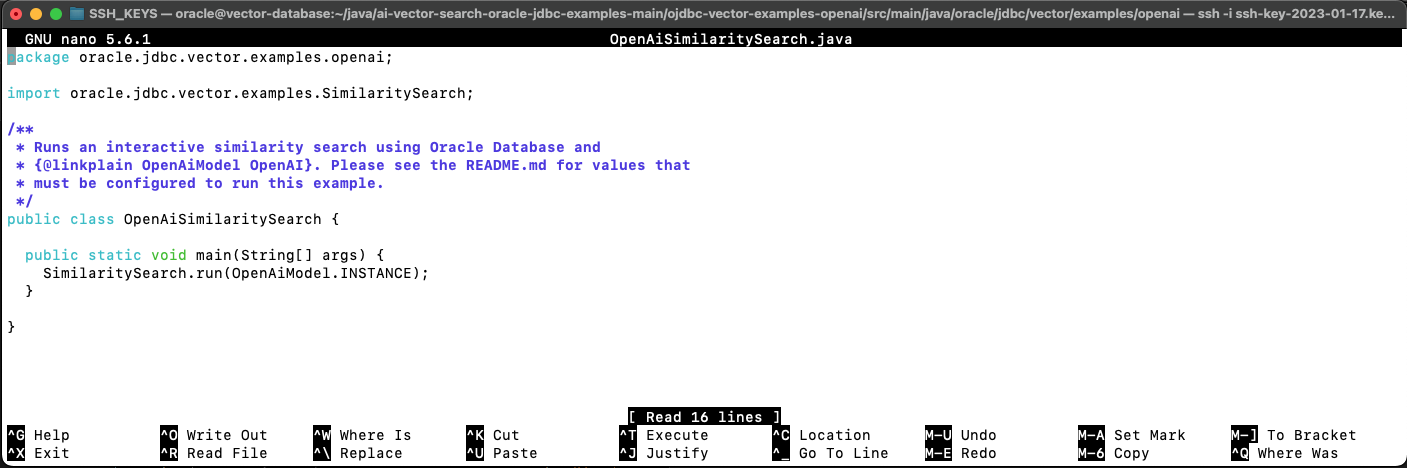 SSH_KEYS — oracle@vector-database:~/java/ai-vector-search-oracle-jdbc-examples-main/ojdbc-vector-examples-openai/src/main/java/oracle/jdbc/vector/examples/openai — ssh -i ssh-key-2023-01-17.ke...
GNU nano 5.6.1 OpenAiSimilaritySearch.java
package oracle.jdbc.vector.examples.openai;
import oracle.jdbc.vector.examples.SimilaritySearch;
/**
* Runs an interactive similarity search using Oracle Database and
* {@linkplain OpenAiModel OpenAI}. Please see the README.md for values that
* must be configured to run this example.
*/
public class OpenAiSimilaritySearch {
public static void main(String[] args) {
SimilaritySearch.run(OpenAiModel.INSTANCE);
}
}
[ Read 16 lines ]
^G Help ^O Write Out ^W Where Is ^K Cut ^T Execute ^C Location M-U Undo M-A Set Mark M-] To Bracket
^X Exit ^R Read File ^\ Replace ^U Paste ^J Justify ^_ Go To Line M-E Redo M-6 Copy ^Q Where Was